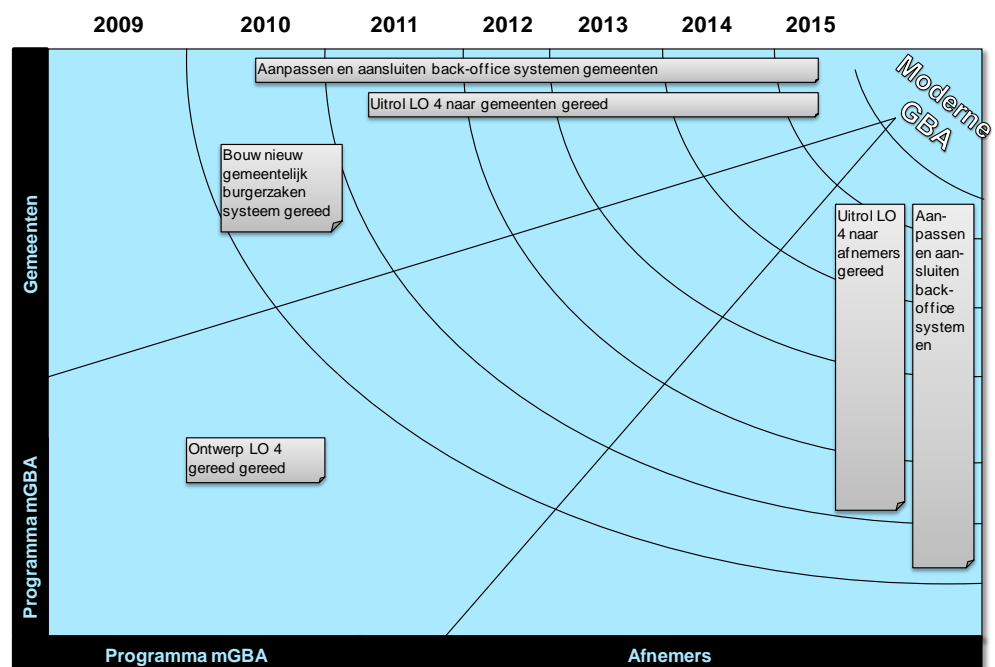 2009 2010 2011 2012 2013 2014 2015
Aanpassen en aansluiten back-office systemen gemeenten
Uitrol LO 4 naar gemeenten gereed
Moderne
GBA
Bouw nieuw
gemeentelijk
burgerzaken
systeem gereed
Uitrol LO
4 naar
afnemers
gereed
Aan-
passen
en aan-
sluiten
back-
office
system
en
Gemeenten
Ontwerp LO 4
gereed gereed
Programma mGBA
Programma mGBA
Afnemers